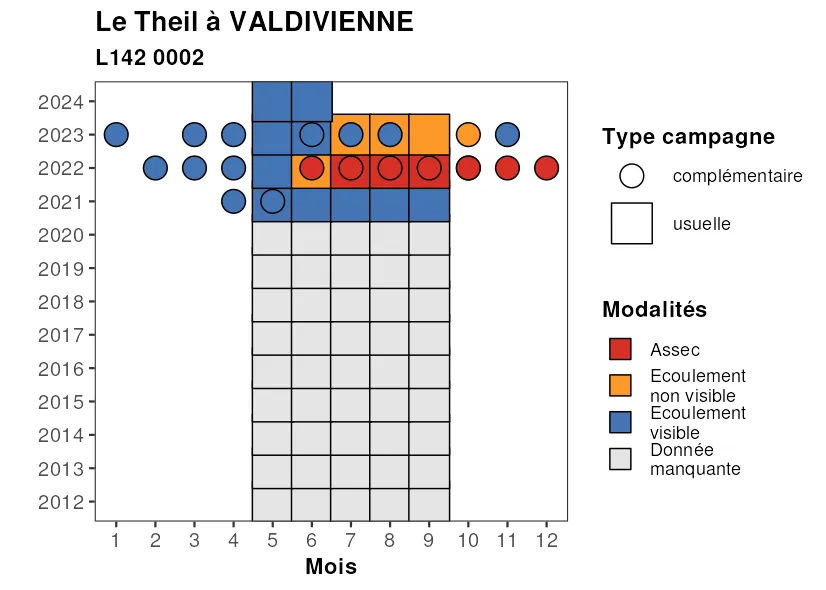 Le Theil à VALDIVIENNE
L142 0002
2024
2023
2022
2021
2020
2019
2018
2017
2016
2015
2014
2013
2012
1 2 3 4 5 6 7 8 9 10 11 12
Mois
Type campagne
complémentaire
usuelle
Modalités
Assec
Ecoulement
non visible
Ecoulement
visible
Donnée
manquante